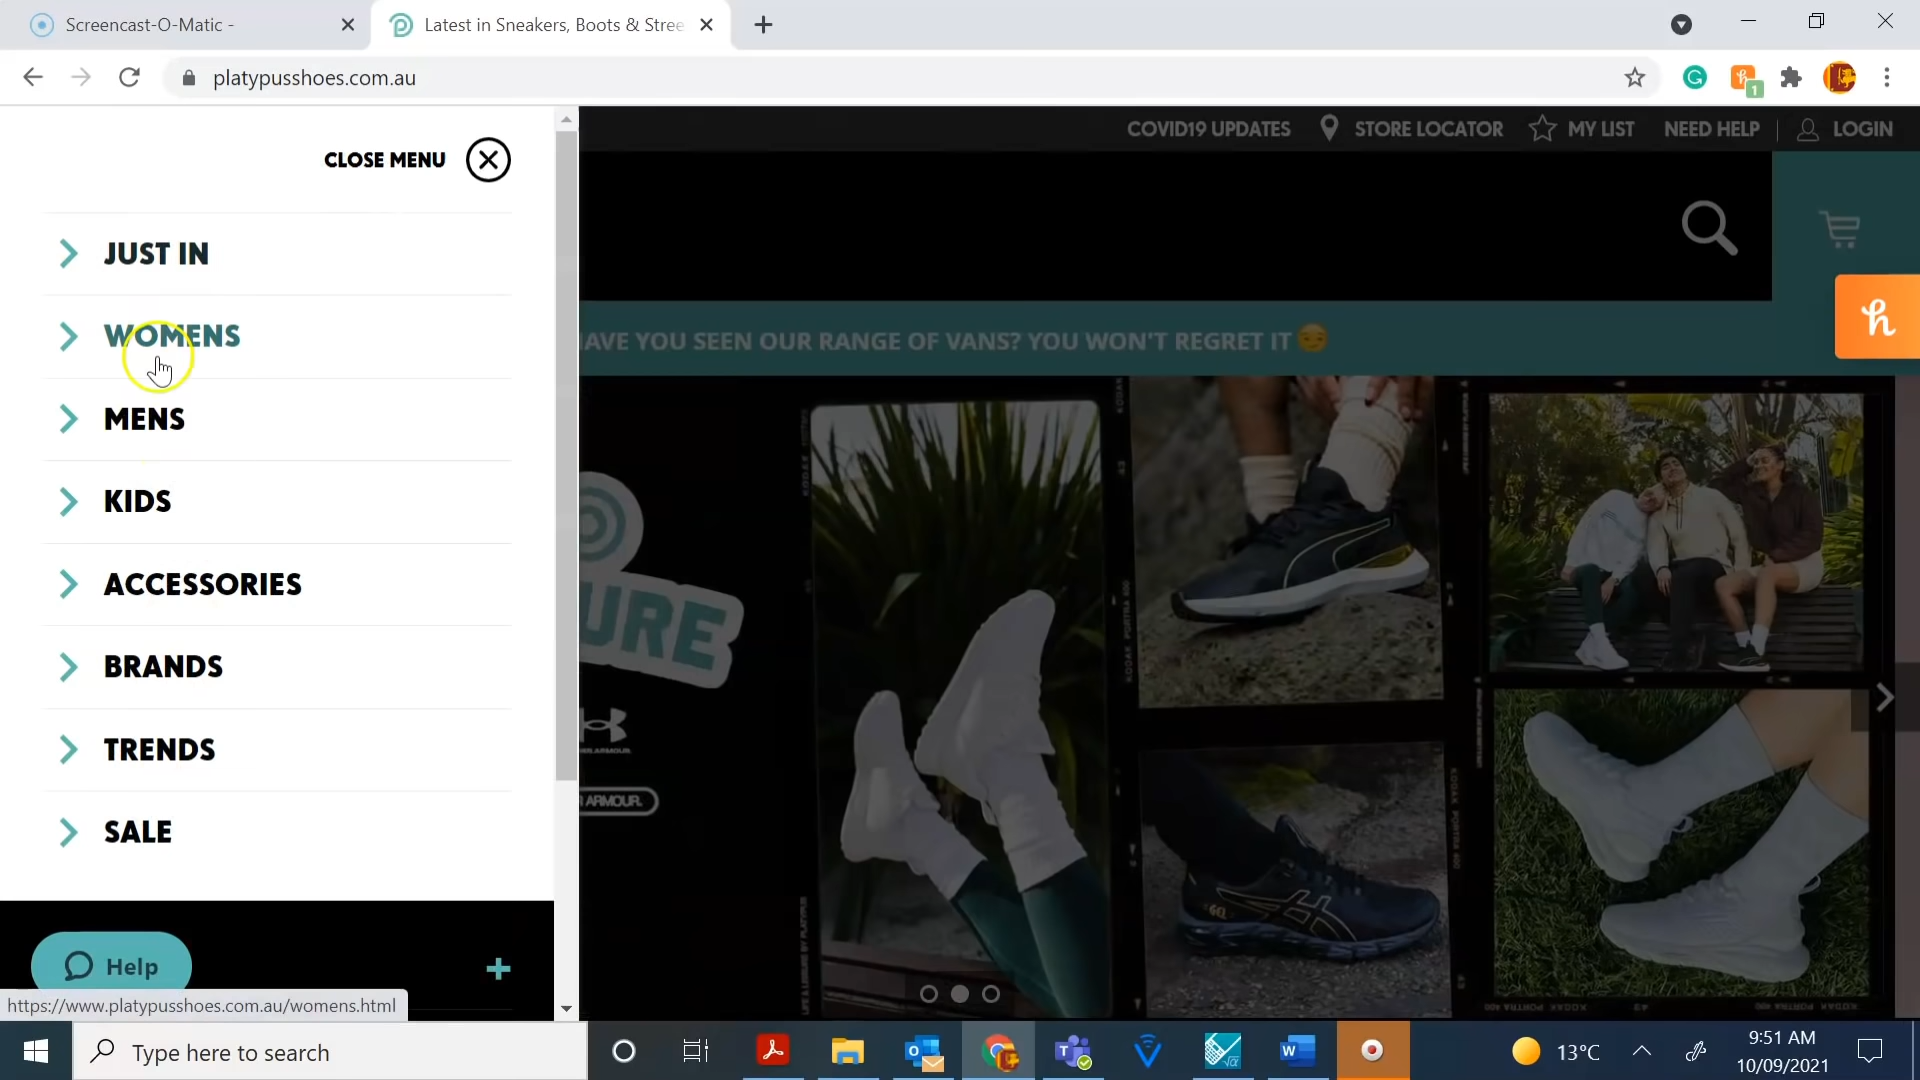 Screencast-O-Matic -
Latest in Sneakers, Boots & Stree
platypusshoes.com.au
COVID19 UPDATES
STORE LOCATOR
MY LIST
NEED HELP
LOGIN
CLOSE MENU
JUST IN
WOMENS
MENS
KIDS
ACCESSORIES
BRANDS
TRENDS
SALE
AVE YOU SEEN OUR RANGE OF VANS? YOU WON'T REGRET IT
URE
R ARMOUR.
GEL
Help
https://www.platypusshoes.com.au/womens.html
Type here to search
13°C
9:51 AM
10/09/2021